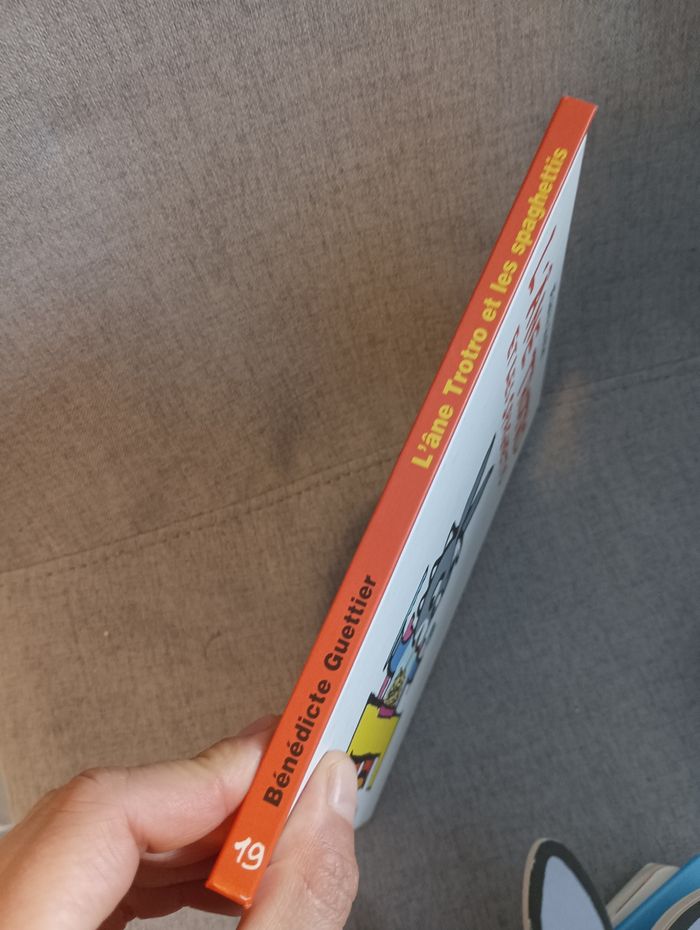 Bénédicte Guettier
L'âne Trotro et les spaghettis
19